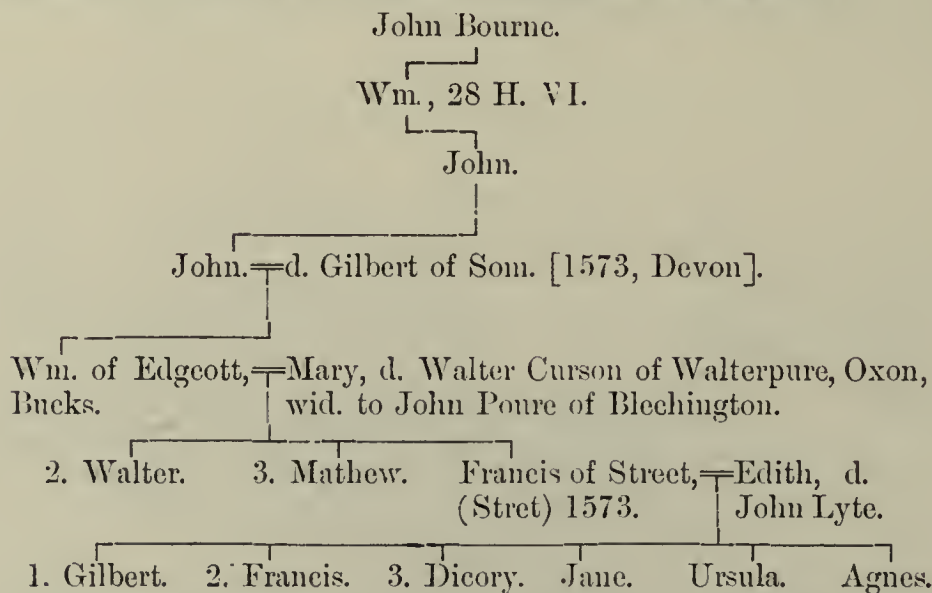 John Bourne.
Wm., 28 H. VI.
John.
John.=d. Gilbert of Som. [1573, Devon].
Wm. of Edgcott,=Mary, d. Walter Curson of Walterpure, Oxon,
Bucks. wid. to John Poure of Blechington.
2. Walter. 3. Mathew. Francis of Street,=Edith, d.
(Stret) 1573. John Lyte.
1. Gilbert. 2. Francis. 3. Dicory. Jane. Ursula. Agnes.